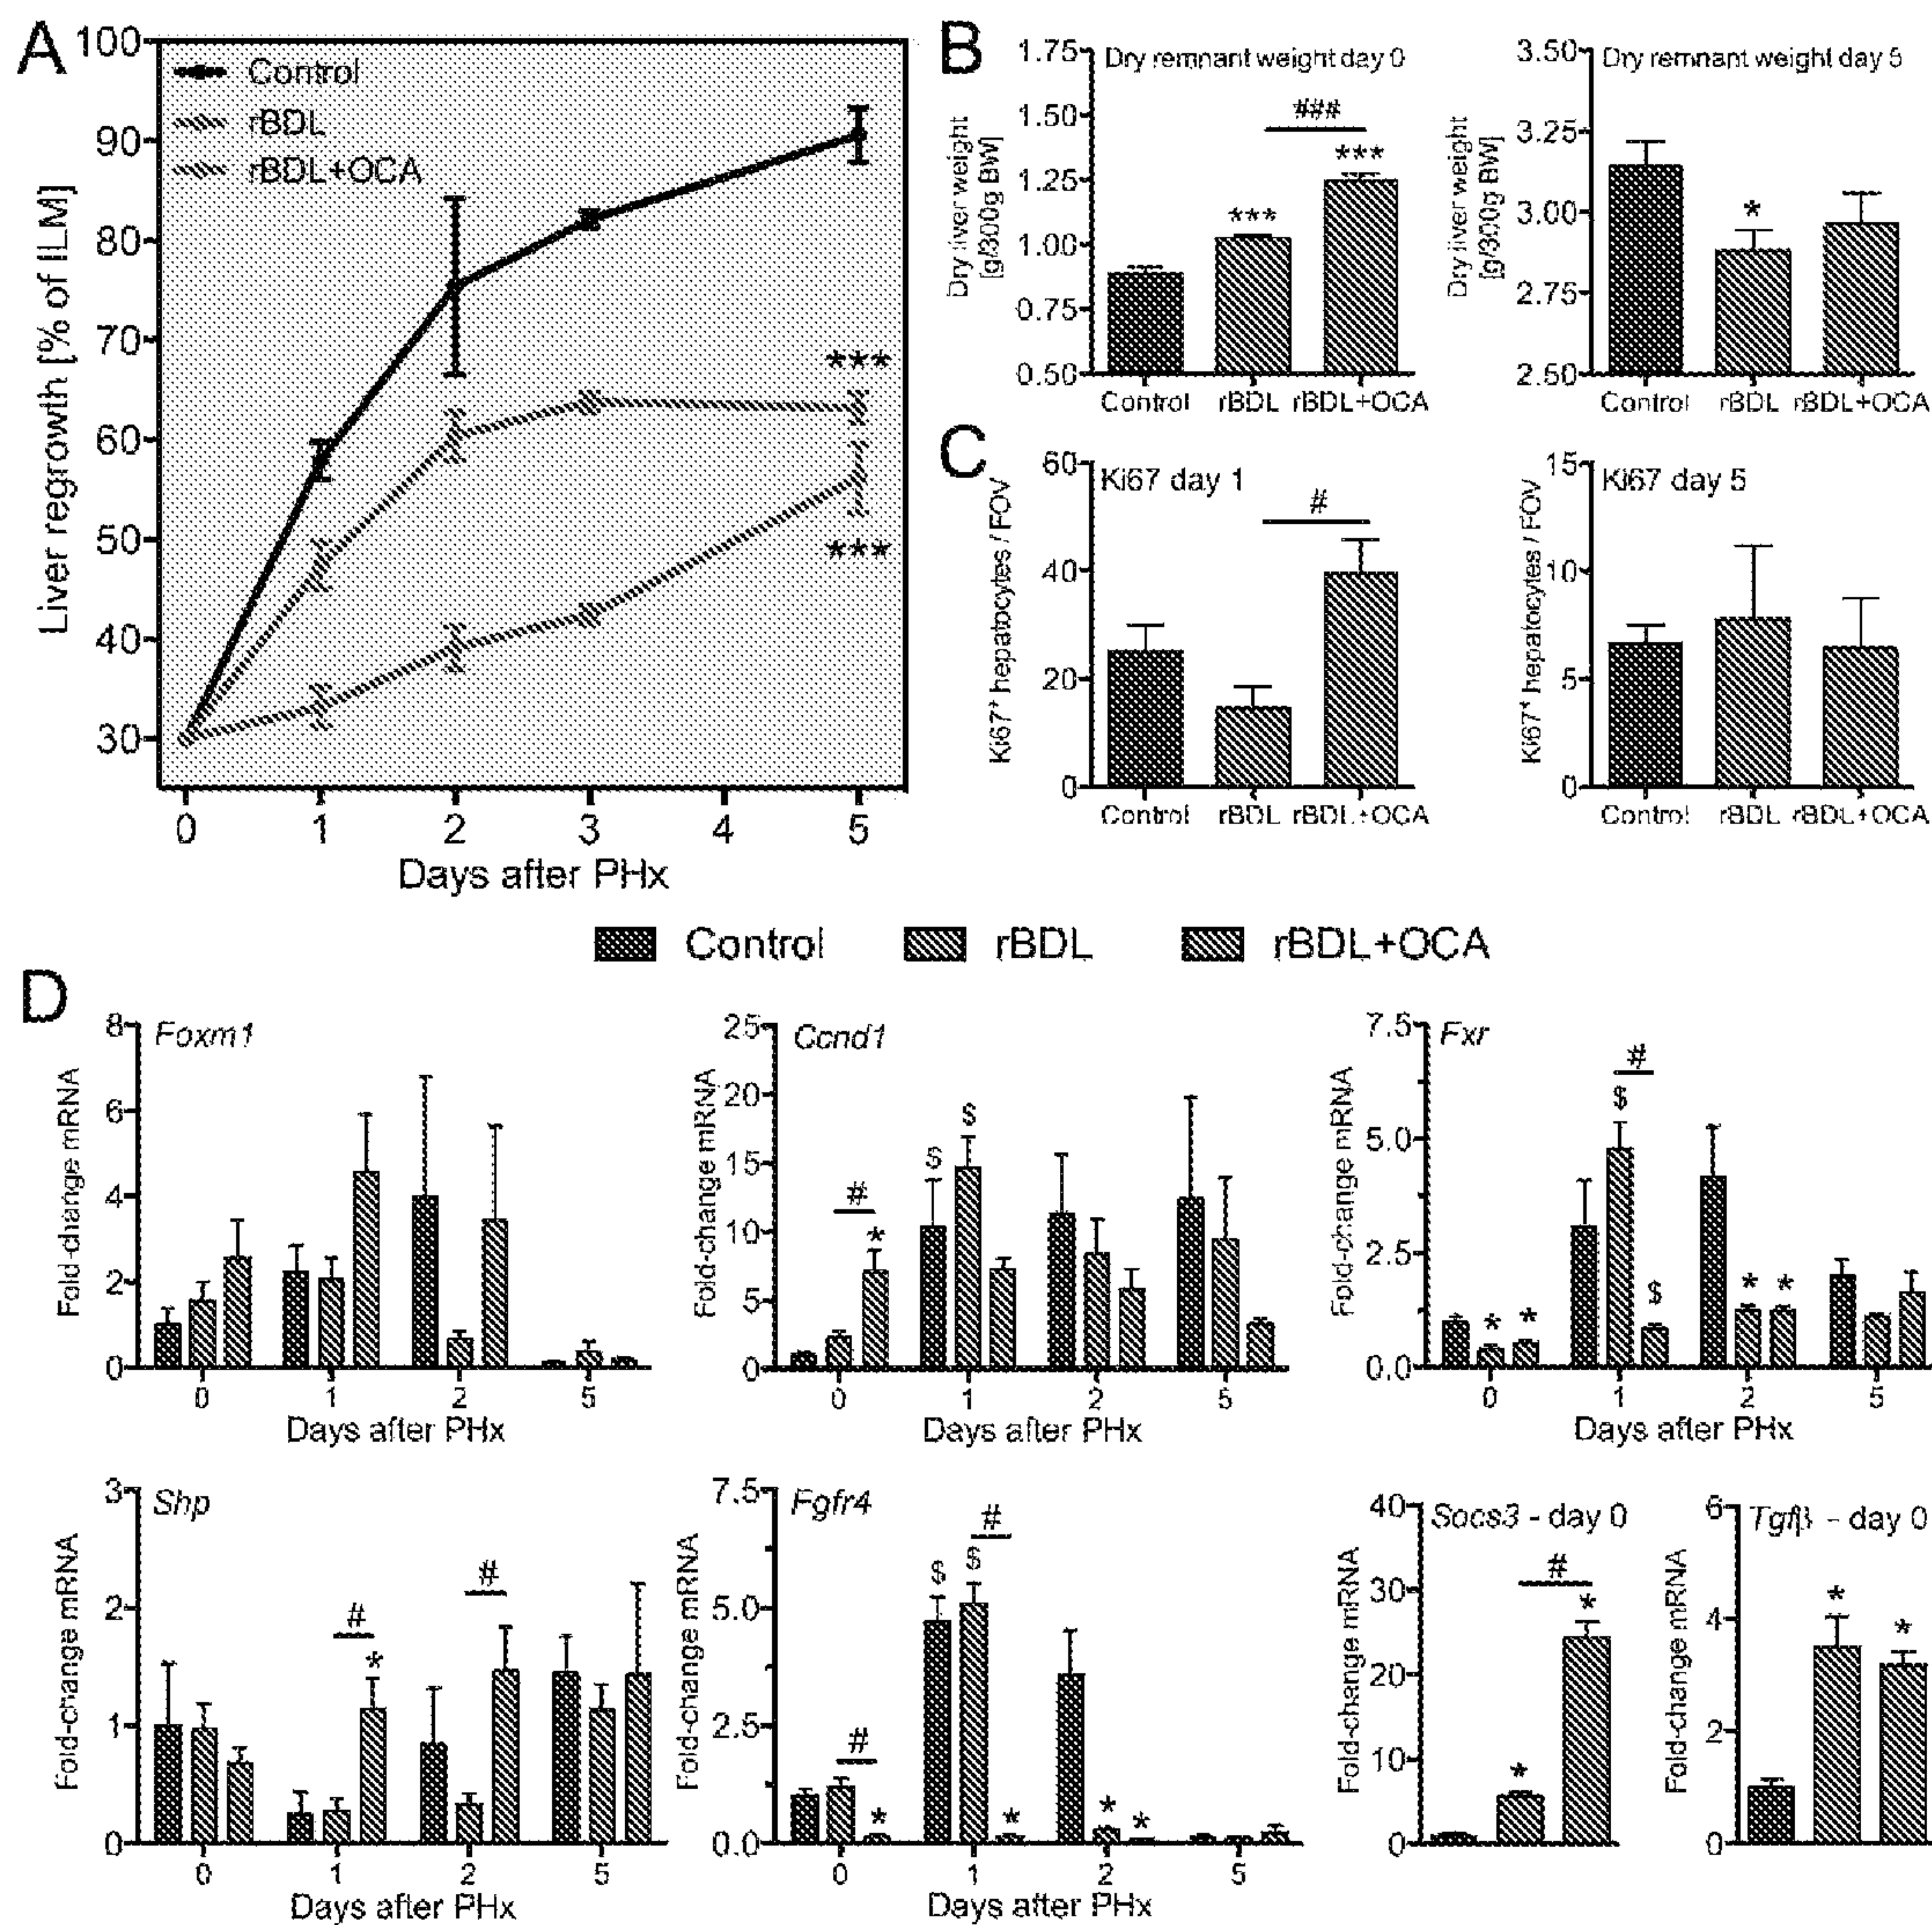 A
Liver regrowth [% of ILM]
100
90
80
70
60
50
40
30
Control
rBDL
rBDL+OCA
***
***
0 1 2 3 4 5
Days after PHx
B
Dry liver weight
[g/300g BW]
1.75
1.50
1.25
1.00
0.75
0.50
Dry remnant weight day 0
###
***
***
Control rBDL rBDL+OCA
Dry liver weight
[g/300g BW]
3.50
3.25
3.00
2.75
2.50
Dry remnant weight day 5
*
Control rBDL rBDL+OCA
C
Ki67+ hepatocytes / FOV
60
40
20
0
Ki67 day 1
#
Control rBDL rBDL+OCA
Ki67+ hepatocytes / FOV
15
10
5
0
Ki67 day 5
Control rBDL rBDL+OCA
Control rBDL rBDL+OCA
D
Fold-change mRNA
8
6
4
2
0
Foxm1
0 1 2 5
Days after PHx
Fold-change mRNA
25
20
15
10
5
0
Ccnd1
#
*
$ $
0 1 2 5
Days after PHx
Fold-change mRNA
7.5
5.0
2.5
0.0
Fxr
#
$
* * $ * *
0 1 2 5
Days after PHx
Fold-change mRNA
3
2
1
0
Shp
# #
*
0 1 2 5
Days after PHx
Fold-change mRNA
7.5
5.0
2.5
0.0
Fgfr4
#
$ $
#
* * * *
0 1 2 5
Days after PHx
Fold-change mRNA
40
30
20
10
0
Socs3 - day 0
#
*
*
Fold-change mRNA
6
4
2
0
Tgfβ - day 0
* *